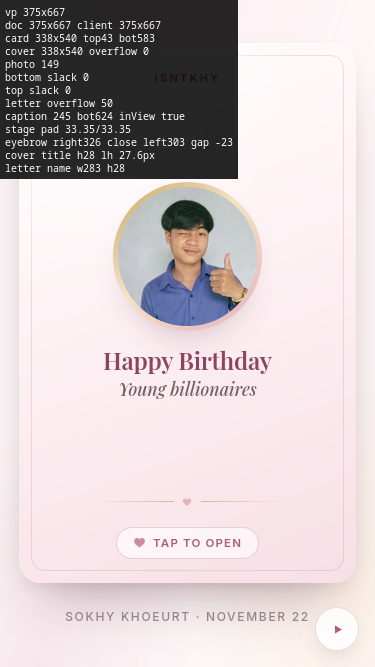 vp 375x667
doc 375x667 client 375x667
card 338x540 top43 bot583
cover 338x540 overflow 0
photo 149
bottom slack 0
top slack 0
letter overflow 50
caption 245 bot624 inView true
stage pad 33.35/33.35
eyebrow right326 close left303 gap -23
cover title h28 lh 27.6px
letter name w283 h28
ISNTKHY
Happy Birthday
Young billionaires
TAP TO OPEN
SOKHY KHOEURT · NOVEMBER 22